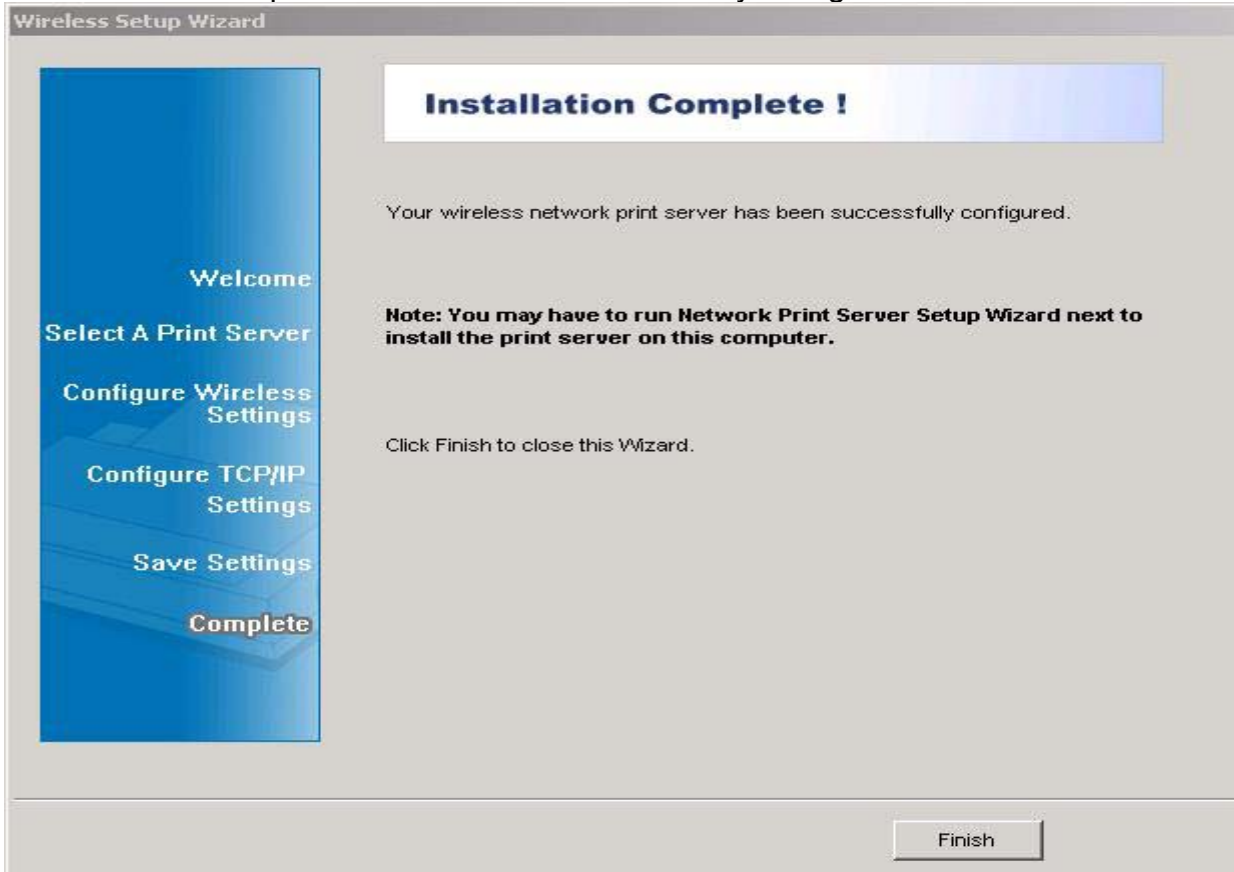 Wireless Setup Wizard
Installation Complete !
Your wireless network print server has been successfully configured.
Note: You may have to run Network Print Server Setup Wizard next to
install the print server on this computer.
Click Finish to close this Wizard.
Welcome
Select A Print Server
Configure Wireless
Settings
Configure TCP/IP
Settings
Save Settings
Complete
Finish